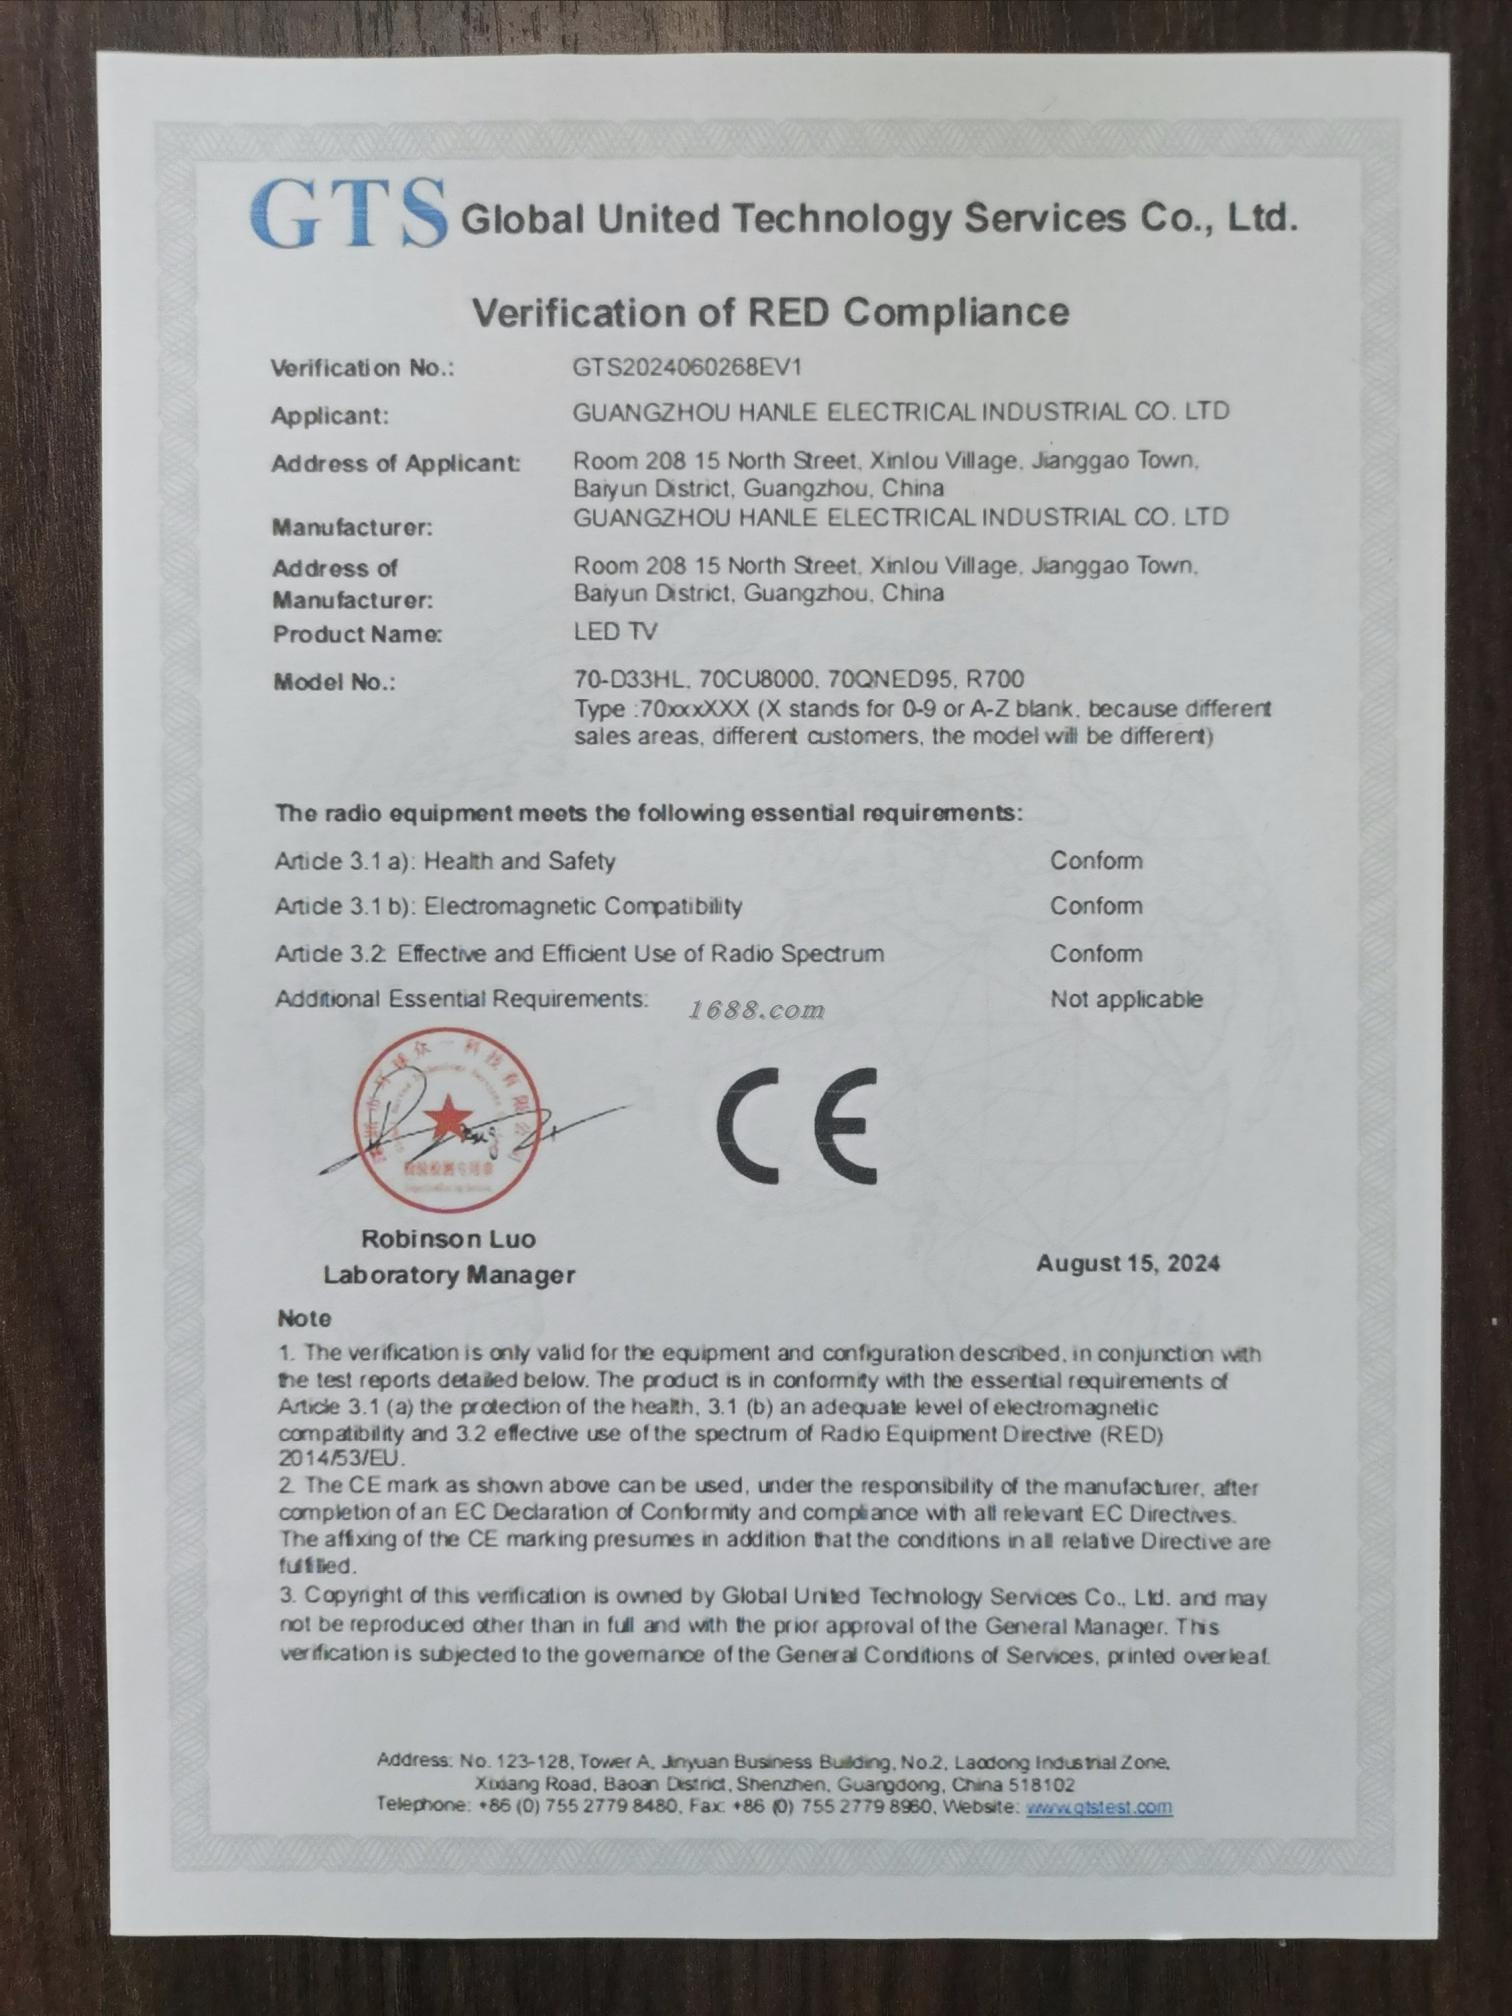 GTS Global United Technology Services Co., Ltd.
Verification of RED Compliance
Verification No.: GTS2024060268EV1
Applicant: GUANGZHOU HANLE ELECTRICAL INDUSTRIAL CO. LTD
Address of Applicant: Room 208 15 North Street, Xinlou Village, Jianggao Town,
Baiyun District, Guangzhou, China
Manufacturer: GUANGZHOU HANLE ELECTRICAL INDUSTRIAL CO. LTD
Address of Room 208 15 North Street, Xinlou Village, Jianggao Town,
Manufacturer: Baiyun District, Guangzhou, China
Product Name: LED TV
Model No.: 70-D33HL, 70CU8000, 70QNED95, R700
Type :70xxxXXX (X stands for 0-9 or A-Z blank, because different
sales areas, different customers, the model will be different)
The radio equipment meets the following essential requirements:
Article 3.1 a): Health and Safety Conform
Article 3.1 b): Electromagnetic Compatibility Conform
Article 3.2: Effective and Efficient Use of Radio Spectrum Conform
Additional Essential Requirements: Not applicable
1688.com
环球众一科技有限公司
检验检测专用章
CE
Robinson Luo
Laboratory Manager
August 15, 2024
Note
1. The verification is only valid for the equipment and configuration described, in conjunction with
the test reports detailed below. The product is in conformity with the essential requirements of
Article 3.1 (a) the protection of the health, 3.1 (b) an adequate level of electromagnetic
compatibility and 3.2 effective use of the spectrum of Radio Equipment Directive (RED)
2014/53/EU.
2. The CE mark as shown above can be used, under the responsibility of the manufacturer, after
completion of an EC Declaration of Conformity and compliance with all relevant EC Directives.
The affixing of the CE marking presumes in addition that the conditions in all relative Directive are
fulfilled.
3. Copyright of this verification is owned by Global United Technology Services Co., Ltd. and may
not be reproduced other than in full and with the prior approval of the General Manager. This
verification is subjected to the governance of the General Conditions of Services, printed overleaf.
Address: No. 123-128, Tower A, Jinyuan Business Building, No.2, Laodong Industrial Zone,
Xixiang Road, Baoan District, Shenzhen, Guangdong, China 518102
Telephone: +86 (0) 755 2779 8480, Fax: +86 (0) 755 2779 8960, Website: www.gtstest.com